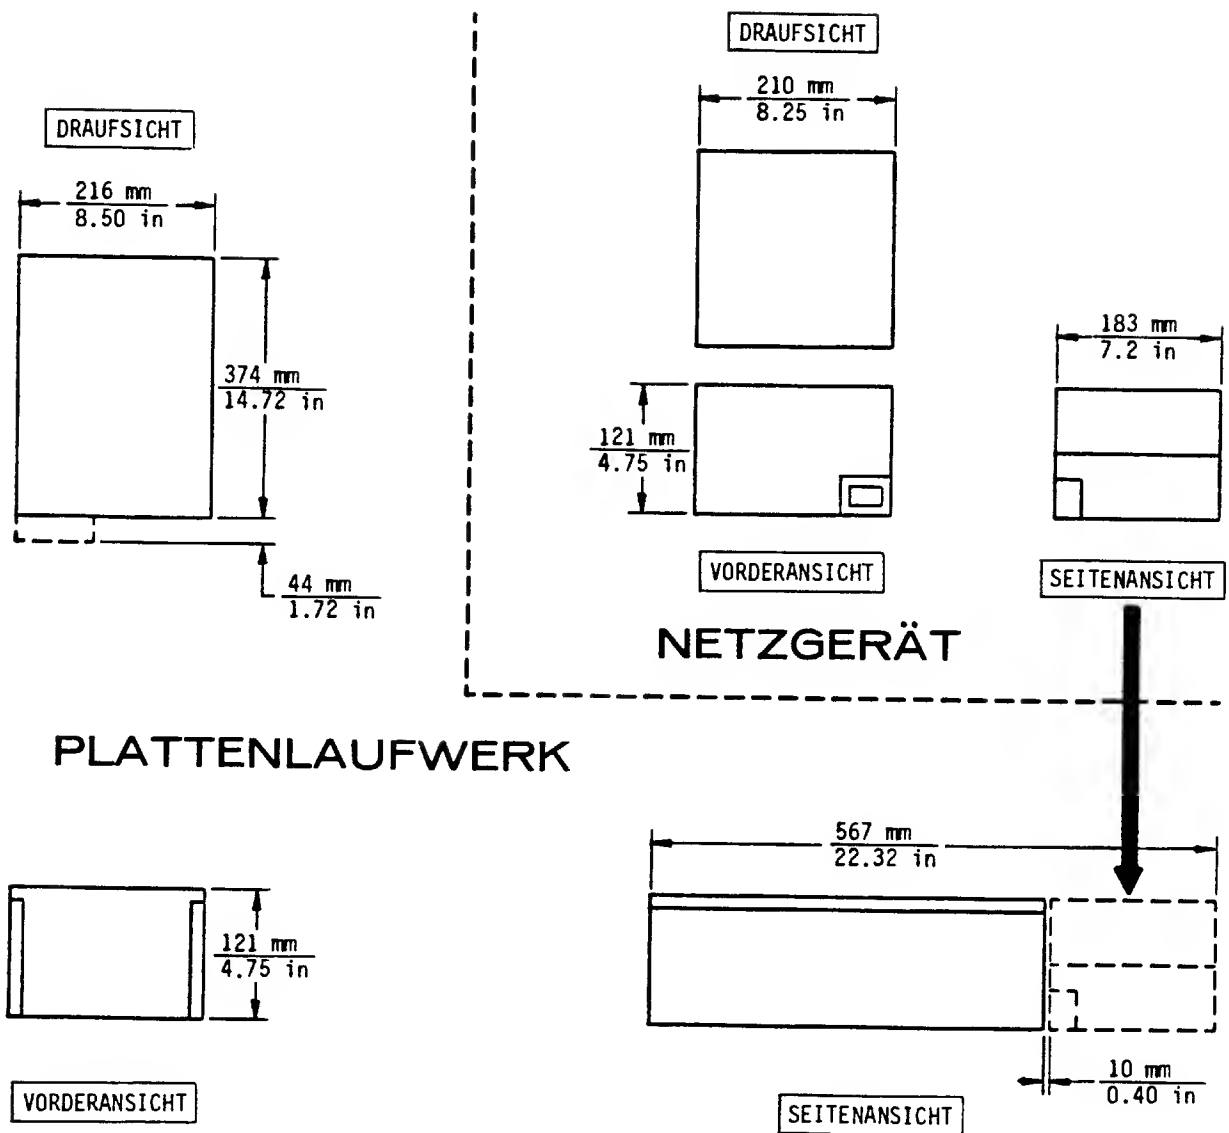 DRAUFSICHT
210 mm
8.25 in
DRAUFSICHT
216 mm
8.50 in
374 mm
14.72 in
44 mm
1.72 in
183 mm
7.2 in
121 mm
4.75 in
VORDERANSICHT
SEITENANSICHT
NETZGERÄT
PLATTENLAUFWERK
567 mm
22.32 in
121 mm
4.75 in
10 mm
0.40 in
VORDERANSICHT
SEITENANSICHT